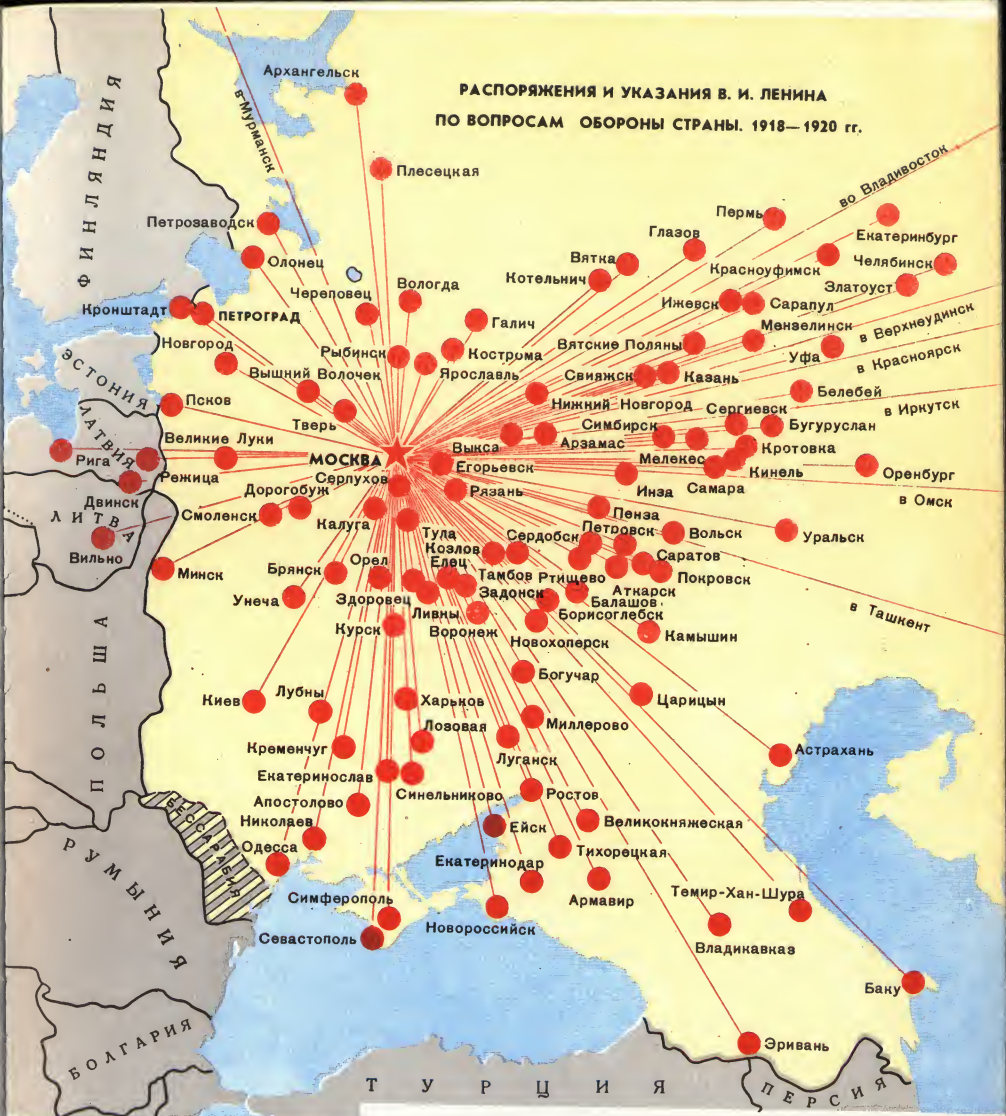 РАСПОРЯЖЕНИЯ И УКАЗАНИЯ В. И. ЛЕНИНА
ПО ВОПРОСАМ ОБОРОНЫ СТРАНЫ. 1918—1920 гг.
Архангельск
в Мурманск
Плесецкая
во Владивосток
ФИНЛЯНДИЯ
Петрозаводск
Пермь
Глазов
Екатеринбург
Олонец
Вятка
Красноуфимск
Челябинск
Котельнич
Златоуст
Череповец
Вологда
Ижевск
Сарапул
Кронштадт
ПЕТРОГРАД
Галич
Мензелинск
в Верхнеудинск
Новгород
Рыбинск
Кострома
Вятские Поляны
Уфа
в Красноярск
ЭСТОНИЯ
Вышний Волочек
Ярославль
Свияжск
Казань
Белебей
Псков
Нижний Новгород
Сергиевск
в Иркутск
ЛАТВИЯ
Тверь
Симбирск
Бугуруслан
Великие Луки
Выкса
Арзамас
Кротовка
Рига
МОСКВА
Егорьевск
Мелекес
Кинель
Оренбург
Режица
Серпухов
Рязань
Инза
Самара
в Омск
Двинск
Дорогобуж
ЛИТВА
Смоленск
Калуга
Пенза
Тула
Сердобск
Петровск
Вольск
Уральск
Вильно
Козлов
Саратов
Минск
Брянск
Орел
Елец
Тамбов
Ртищево
Покровск
Унеча
Здоровец
Задонск
Аткарск
Ливны
Балашов
в Ташкент
Курск
Воронеж
Борисоглебск
Новохоперск
Камышин
ПОЛЬША
Богучар
Киев
Лубны
Харьков
Царицын
Лозовая
Миллерово
Кременчуг
Луганск
Астрахань
Екатеринослав
Синельниково
Ростов
Апостолово
БЕССАРАБИЯ
Николаев
Ейск
Великокняжеская
Одесса
Екатеринодар
Тихорецкая
РУМЫНИЯ
Симферополь
Армавир
Темир-Хан-Шура
Севастополь
Новороссийск
Владикавказ
Баку
БОЛГАРИЯ
Эривань
ТУРЦИЯ
ПЕРСИЯ